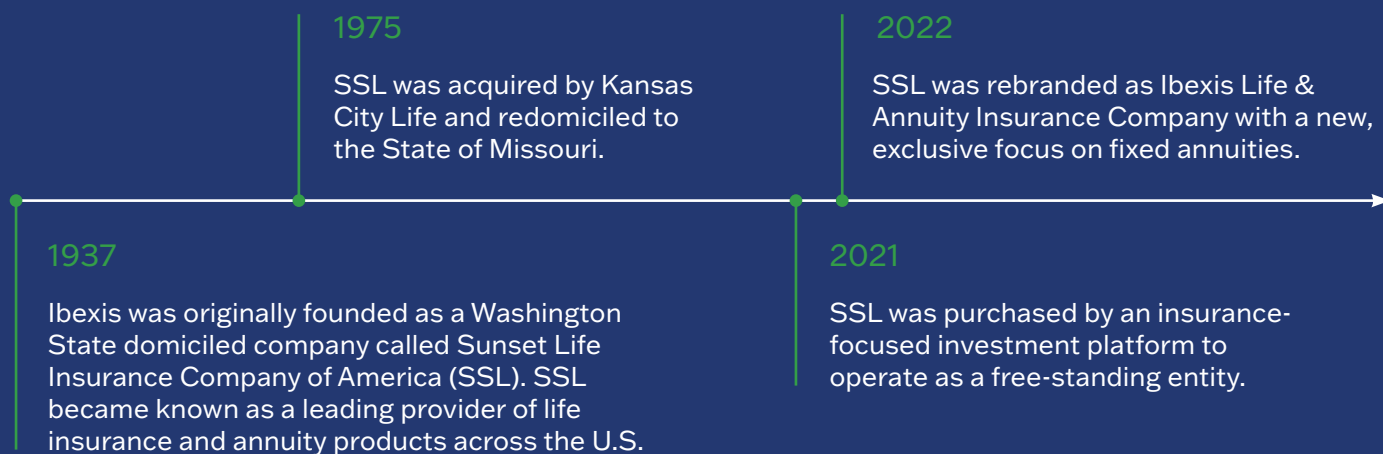 1975
SSL was acquired by Kansas
City Life and redomiciled to
the State of Missouri.
2022
SSL was rebranded as Ibexis Life &
Annuity Insurance Company with a new,
exclusive focus on fixed annuities.
1937
Ibexis was originally founded as a Washington
State domiciled company called Sunset Life
Insurance Company of America (SSL). SSL
became known as a leading provider of life
insurance and annuity products across the U.S.
2021
SSL was purchased by an insurance-
focused investment platform to
operate as a free-standing entity.